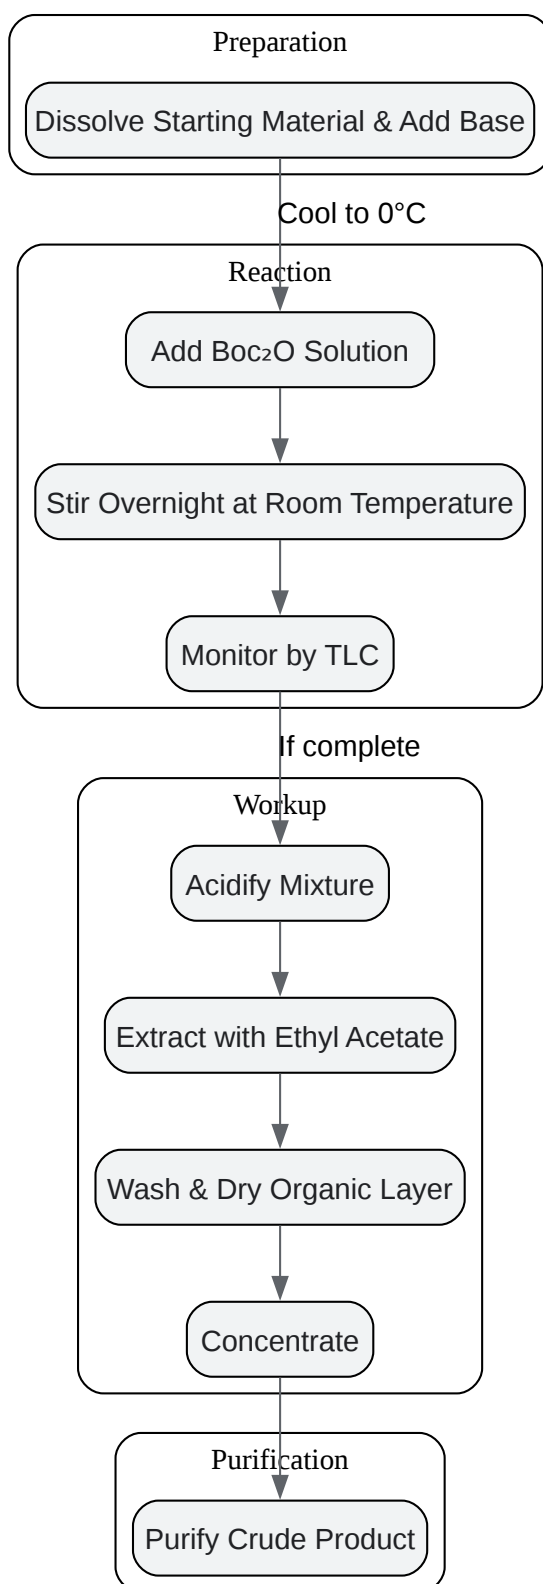 Preparation
Dissolve Starting Material & Add Base
Cool to 0°C
Reaction
Add Boc₂O Solution
Stir Overnight at Room Temperature
Monitor by TLC
If complete
Workup
Acidify Mixture
Extract with Ethyl Acetate
Wash & Dry Organic Layer
Concentrate
Purification
Purify Crude Product